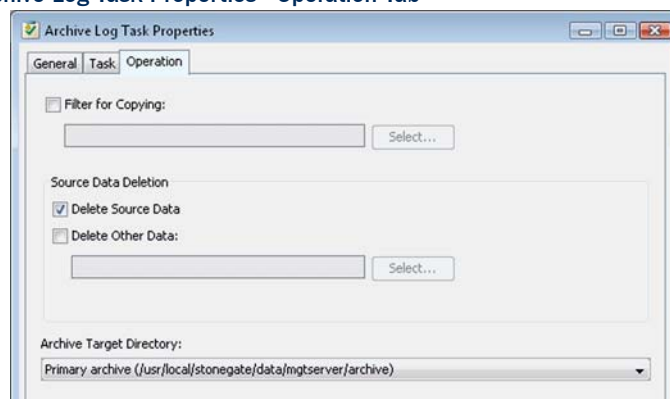 Log Task Properties - Operation Tab
Archive Log Task Properties
General Task Operation
Filter for Copying:
Select...
Source Data Deletion
Delete Source Data
Delete Other Data:
Select...
Archive Target Directory:
Primary archive (/usr/local/stonegate/data/mgtserver/archive)